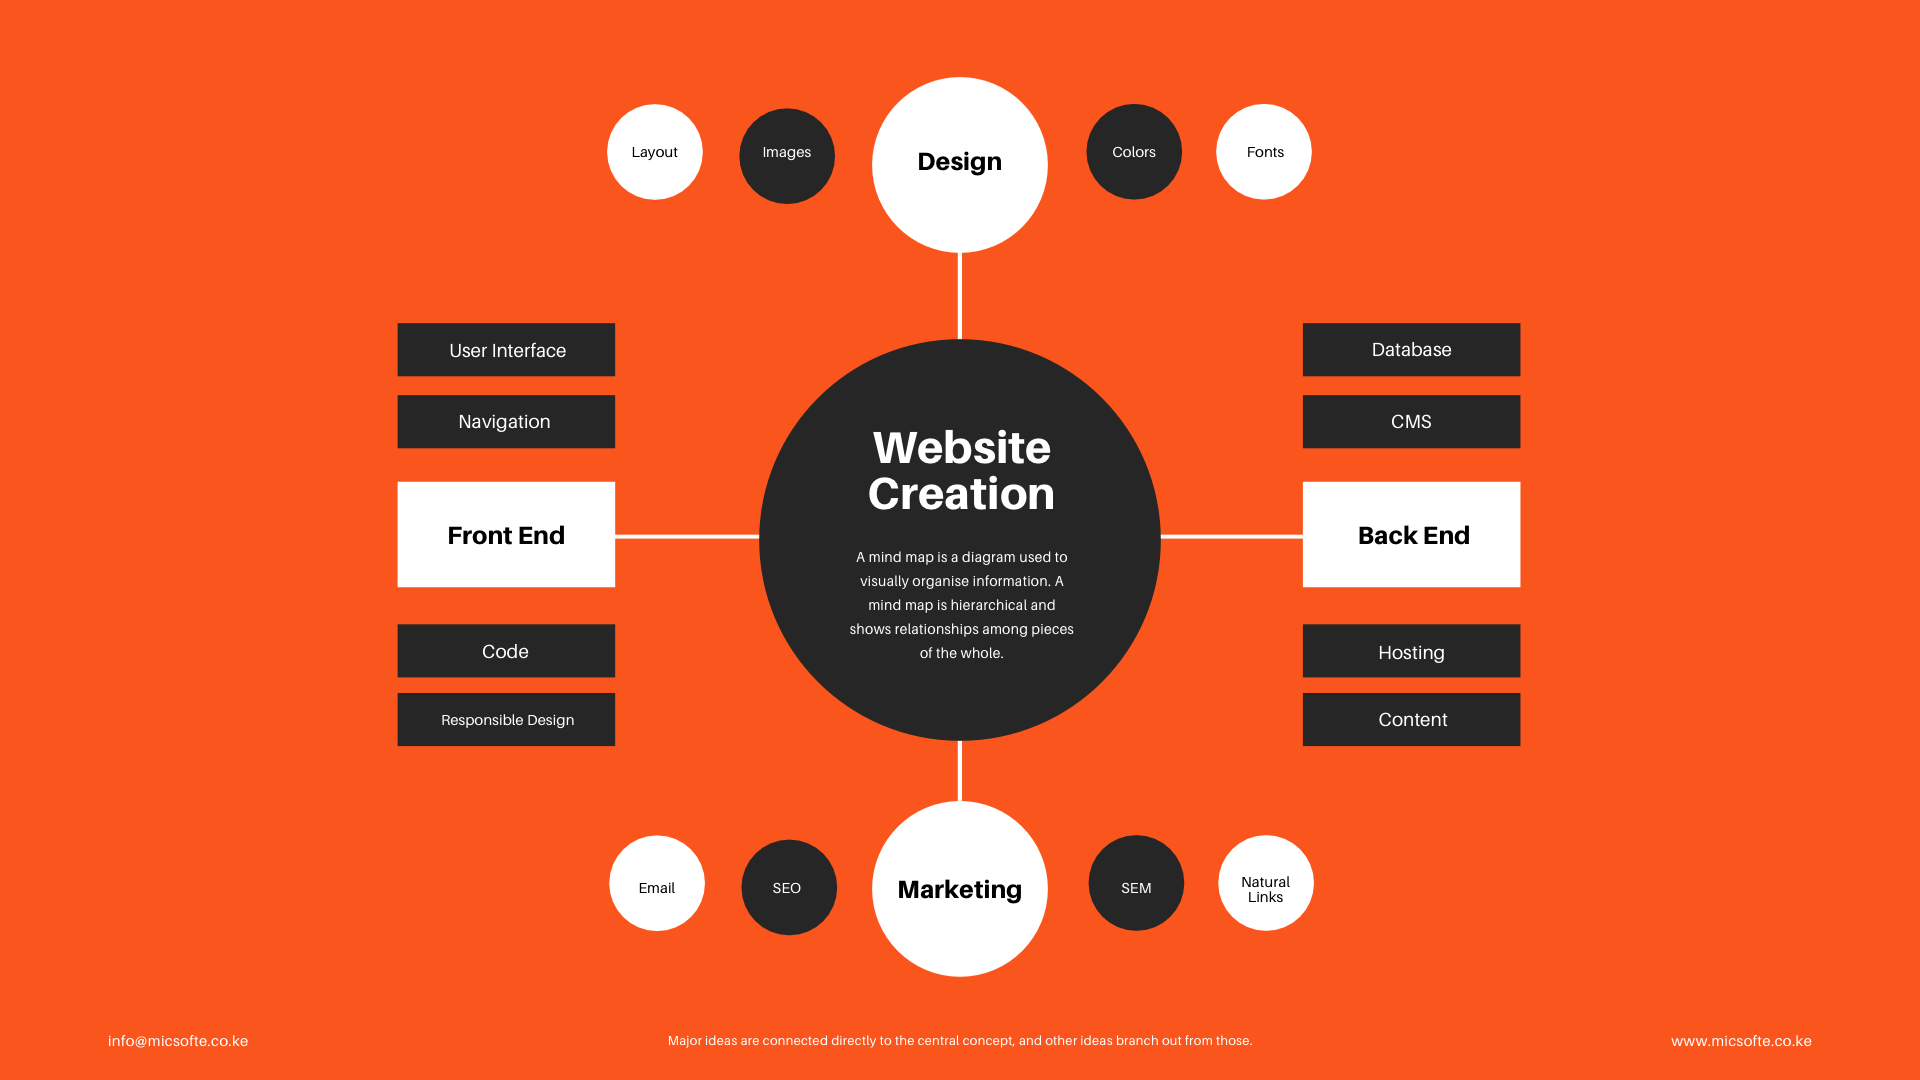 Layout
Images
Design
Colors
Fonts
User Interface
Navigation
Front End
Code
Responsible Design
Website
Creation
A mind map is a diagram used to
visually organise information. A
mind map is hierarchical and
shows relationships among pieces
of the whole.
Database
CMS
Back End
Hosting
Content
Email
SEO
Marketing
SEM
Natural
Links
info@micsofte.co.ke
Major ideas are connected directly to the central concept, and other ideas branch out from those.
www.micsofte.co.ke